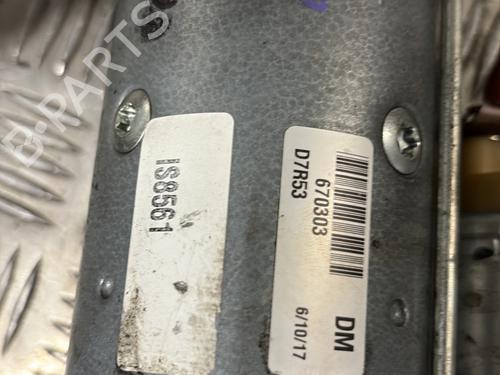 B-PARTS
IS8561
D7R53
670303
DM
6/10/17